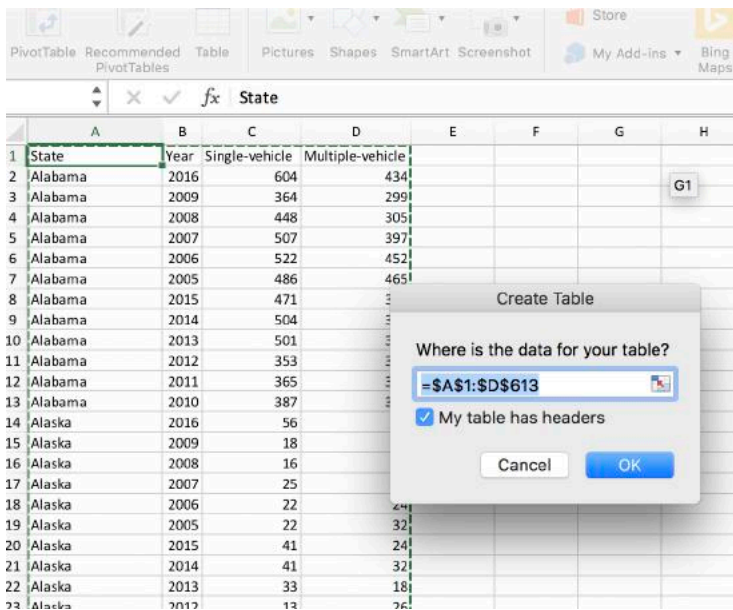 Store
PivotTable Recommended PivotTables Table Pictures Shapes SmartArt Screenshot My Add-ins Bing Maps
fx State
A B C D E F G H
1 State Year Single-vehicle Multiple-vehicle
2 Alabama 2016 604 434
G1
3 Alabama 2009 364 299
4 Alabama 2008 448 305
5 Alabama 2007 507 397
6 Alabama 2006 522 452
7 Alabama 2005 486 465
8 Alabama 2015 471
9 Alabama 2014 504
10 Alabama 2013 501
11 Alabama 2012 353
12 Alabama 2011 365
13 Alabama 2010 387
14 Alaska 2016 56
15 Alaska 2009 18
16 Alaska 2008 16
17 Alaska 2007 25
18 Alaska 2006 22 24
19 Alaska 2005 22 32
20 Alaska 2015 41 24
21 Alaska 2014 41 32
22 Alaska 2013 33 18
23 Alaska 2012 13 26
Create Table
Where is the data for your table?
=$A$1:$D$613
My table has headers
Cancel OK